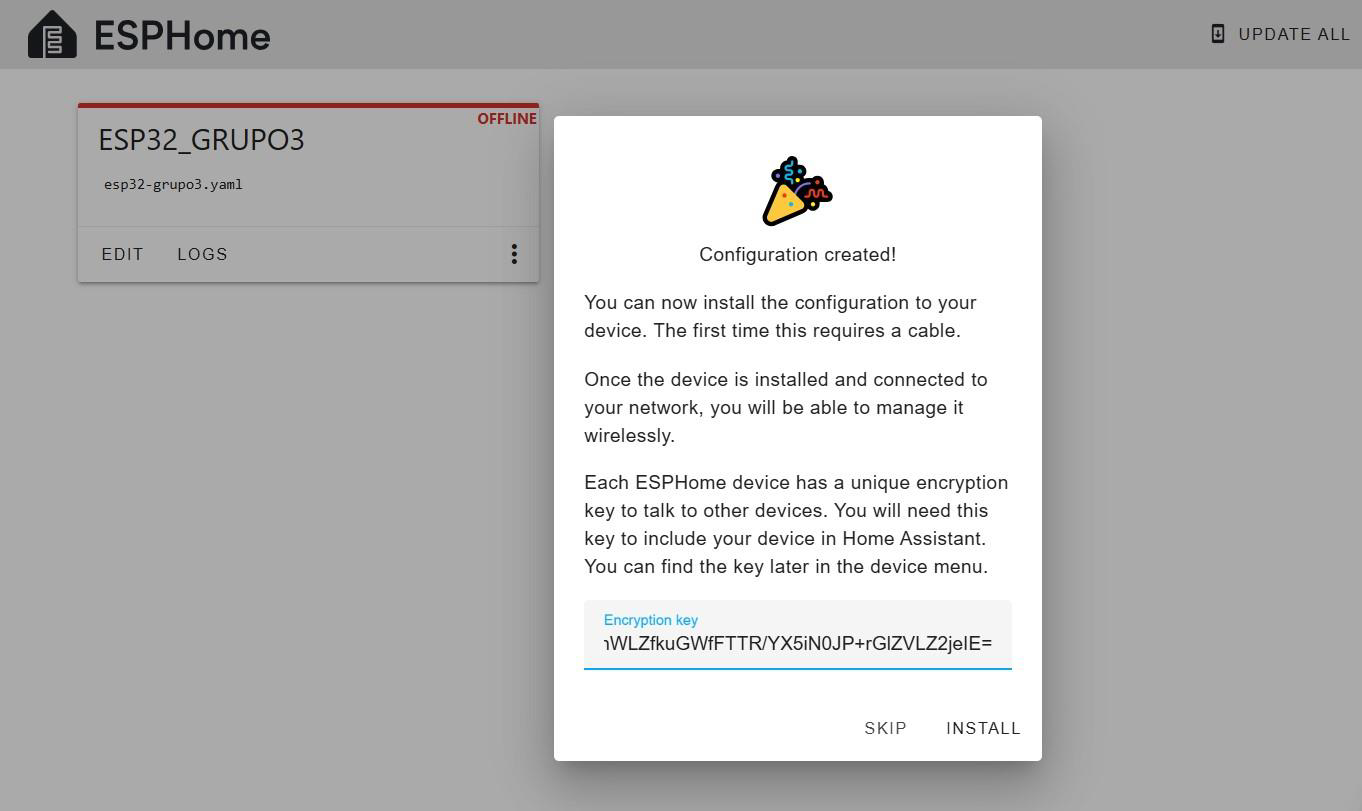 ESPHome
UPDATE ALL
OFFLINE
ESP32_GRUPO3
esp32-grupo3.yaml
EDIT
LOGS
Configuration created!
You can now install the configuration to your
device. The first time this requires a cable.
Once the device is installed and connected to
your network, you will be able to manage it
wirelessly.
Each ESPHome device has a unique encryption
key to talk to other devices. You will need this
key to include your device in Home Assistant.
You can find the key later in the device menu.
Encryption key
SKIP
INSTALL